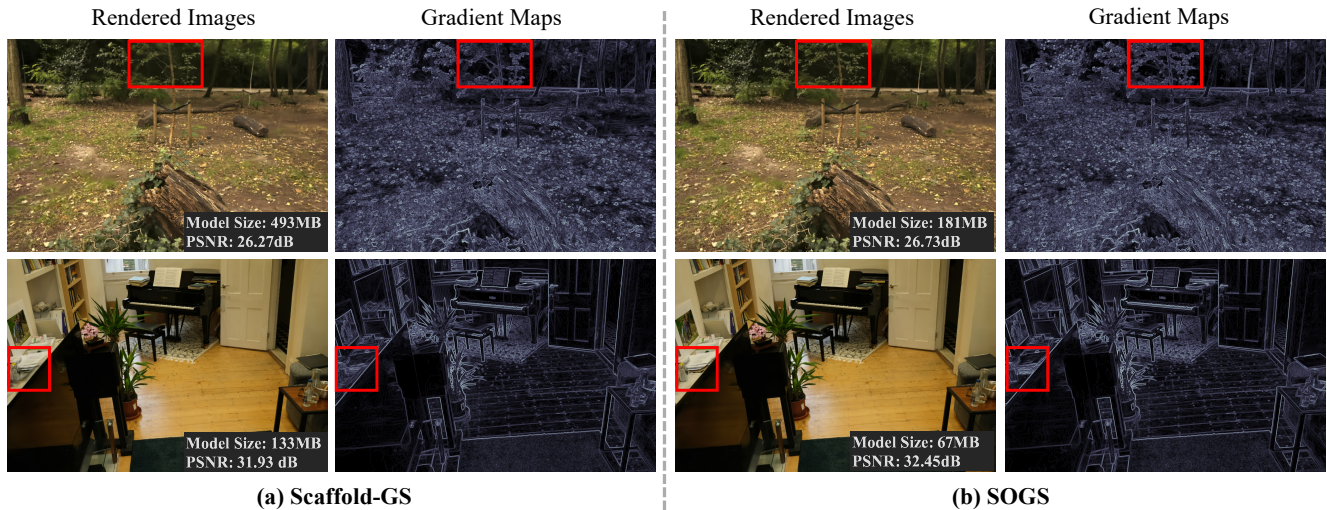 Rendered Images
Gradient Maps
Rendered Images
Gradient Maps
Model Size: 493MB
PSNR: 26.27dB
Model Size: 181MB
PSNR: 26.73dB
Model Size: 133MB
PSNR: 31.93 dB
Model Size: 67MB
PSNR: 32.45dB
(a) Scaffold-GS
(b) SOGS